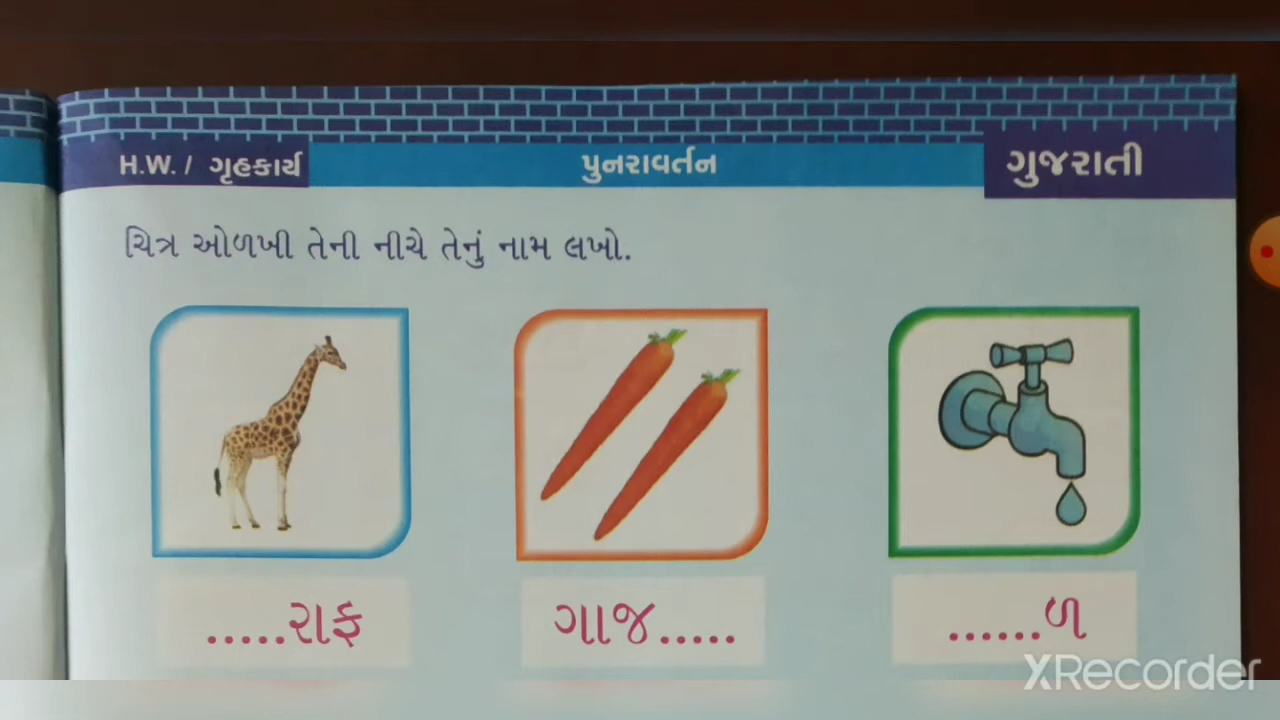 H.W. / ગૃહકાર્ય
પુનરાવર્તન
ગુજરાતી
ચિત્ર ઓળખી તેની નીચે તેનું નામ લખો.
.....રાફ
ગાજ.....
......ળ
XRecorder